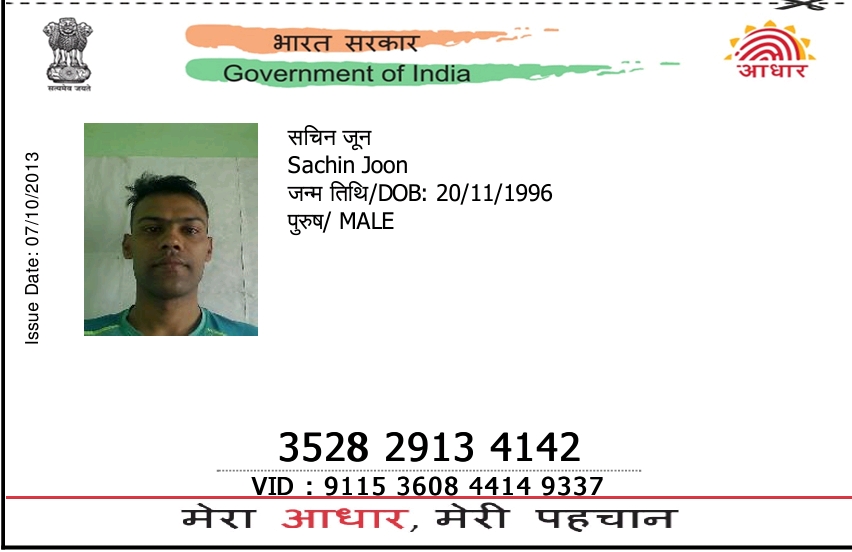 भारत सरकार
Government of India
सत्यमेव जयते
आधार
Issue Date: 07/10/2013
सचिन जून
Sachin Joon
जन्म तिथि/DOB: 20/11/1996
पुरुष/ MALE
3528 2913 4142
VID : 9115 3608 4414 9337
मेरा आधार, मेरी पहचान